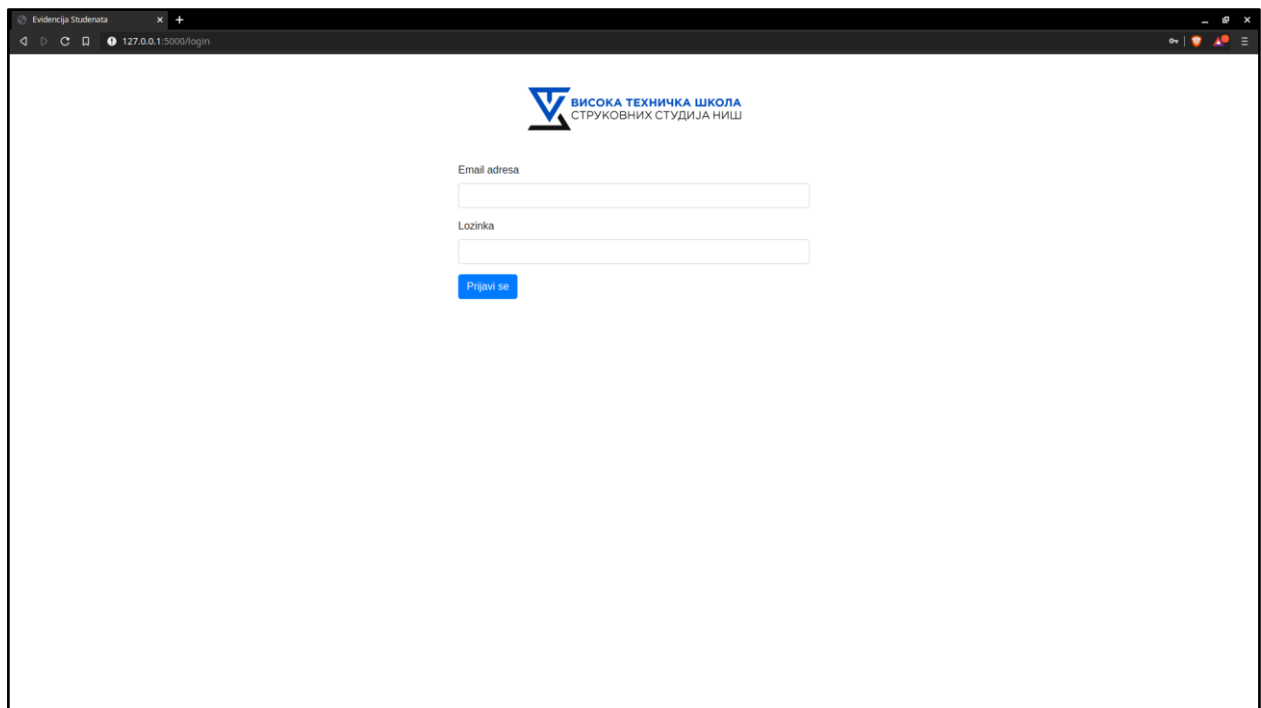 Evidencija Studenata
127.0.0.1:5000/login
ВИСОКА ТЕХНИЧКА ШКОЛА
СТРУКОВНИХ СТУДИЈА НИШ
Email adresa
Lozinka
Prijavi se